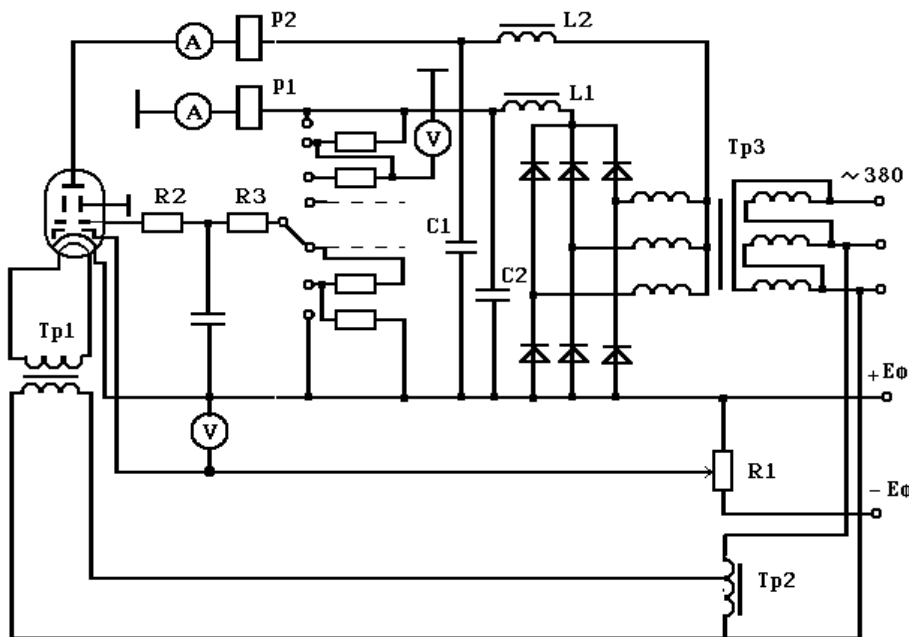 P2
L2
A
P1
A
L1
V
Tp3
~380
R2
R3
C1
C2
Tp1
+Eф
V
R1
-Eф
Tp2